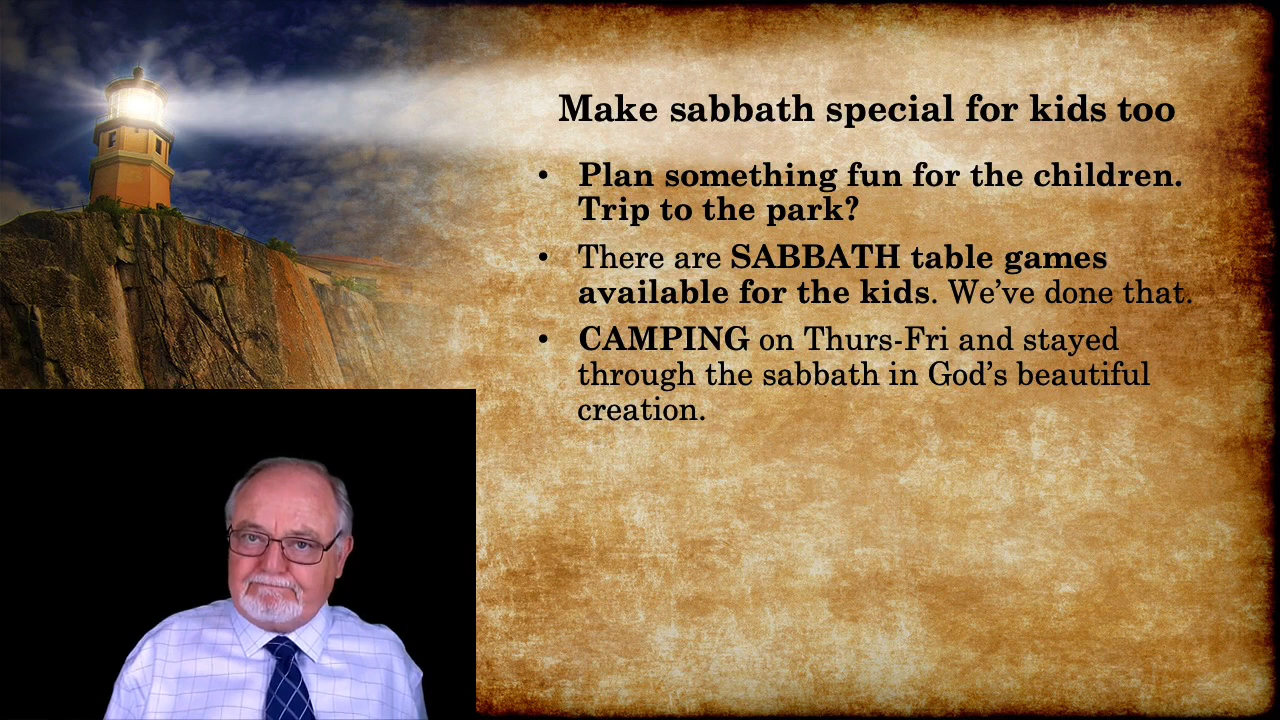 Make sabbath special for kids too
• Plan something fun for the children.
Trip to the park?
• There are SABBATH table games
available for the kids. We’ve done that.
• CAMPING on Thurs-Fri and stayed
through the sabbath in God’s beautiful
creation.